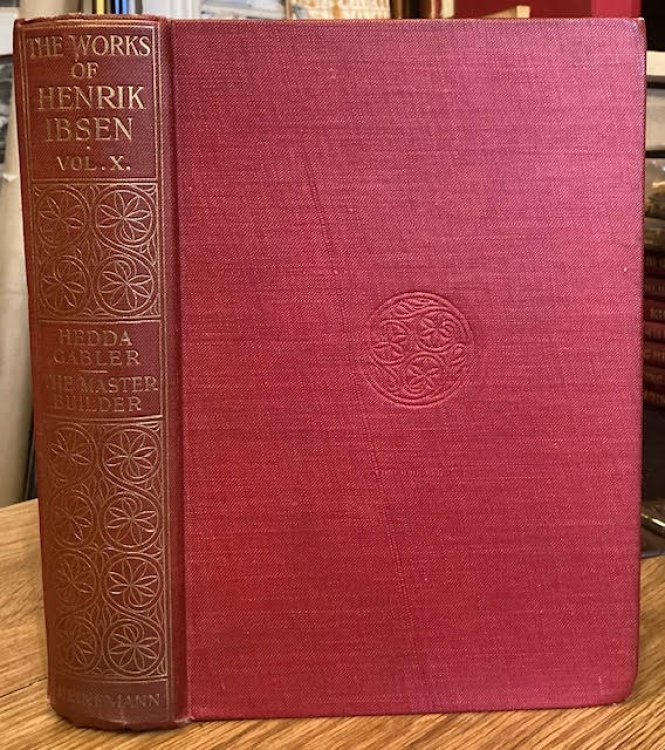 THE WORKS
OF
HENRIK
IBSEN
VOL. X.
HEDDA
GABLER
THE MASTER
BUILDER
HEINEMANN